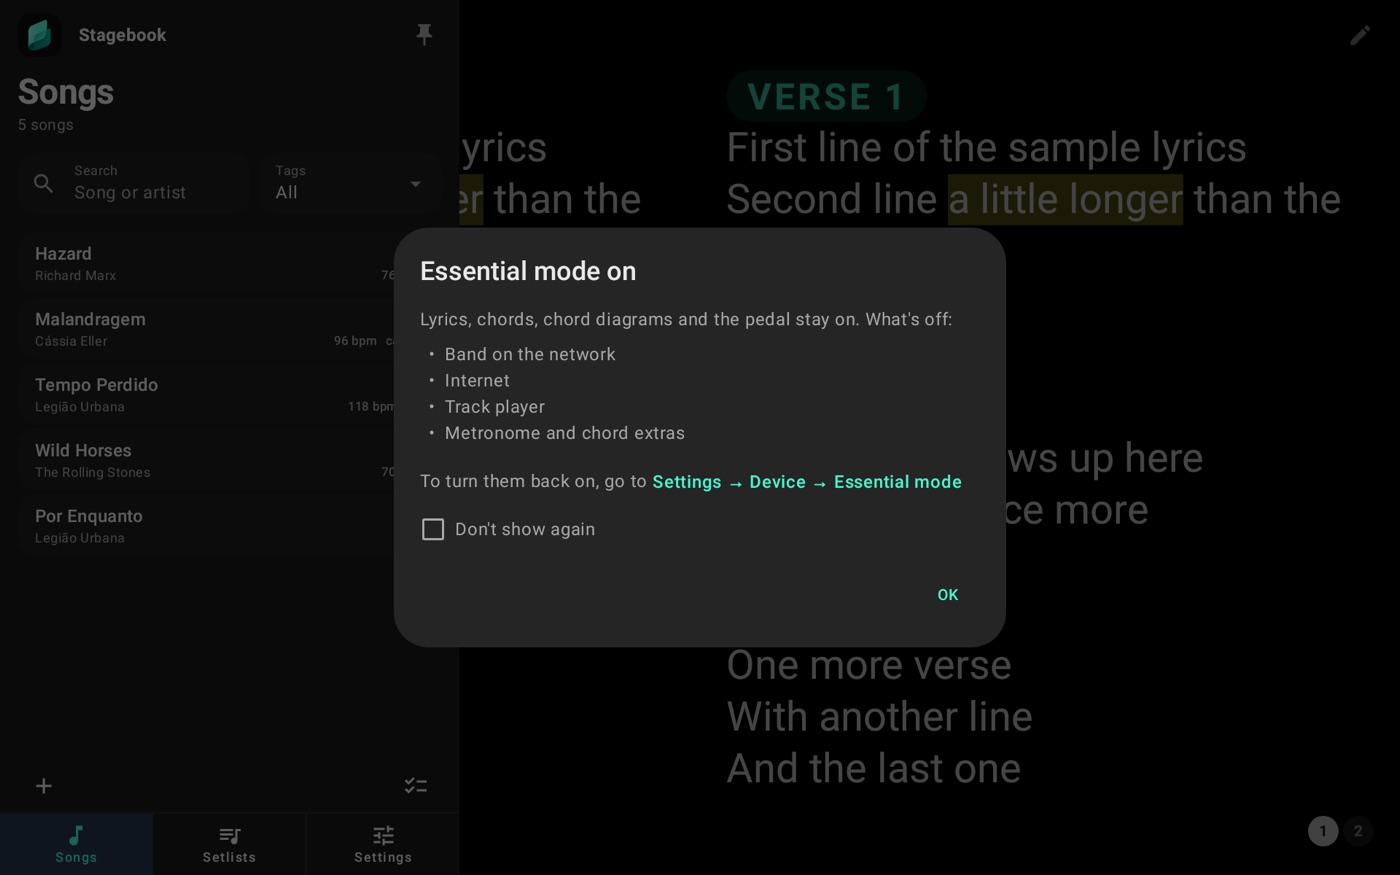 Stagebook
Songs
5 songs
Search
Song or artist
Tags
All
Hazard
Richard Marx
76
Malandragem
Cássia Eller
96 bpm
Tempo Perdido
Legião Urbana
118 bpm
Wild Horses
The Rolling Stones
70
Por Enquanto
Legião Urbana
Songs
Setlists
Settings
yrics
er than the
VERSE 1
First line of the sample lyrics
Second line a little longer than the
ws up here
ce more
One more verse
With another line
And the last one
1 2
Essential mode on
Lyrics, chords, chord diagrams and the pedal stay on. What's off:
• Band on the network
• Internet
• Track player
• Metronome and chord extras
To turn them back on, go to Settings → Device → Essential mode
Don't show again
OK